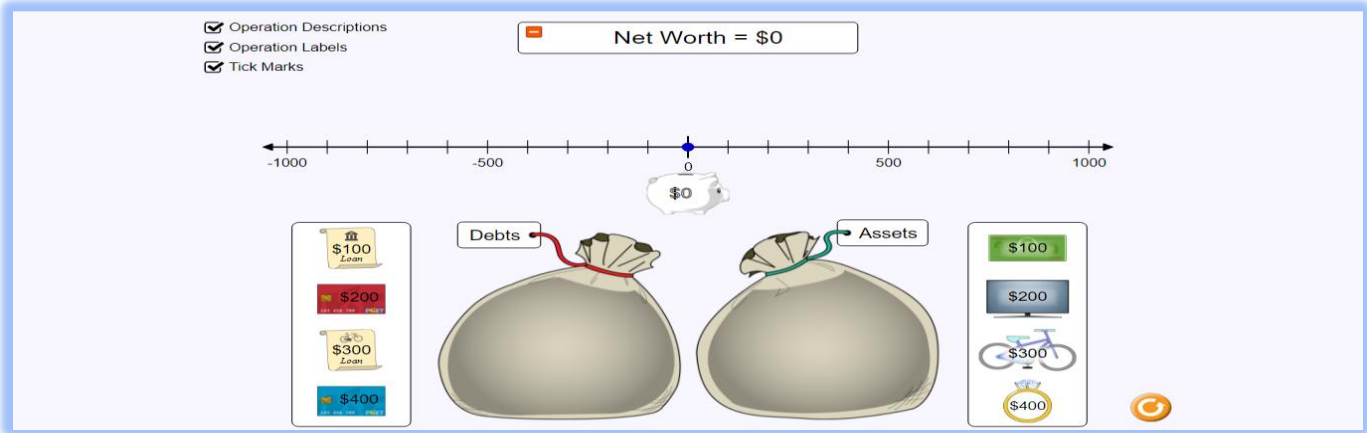 Operation Descriptions
Operation Labels
Tick Marks
Net Worth = $0
-1000
-500
0
500
1000
$0
Debts
Assets
$100
Loan
$200
$300
Loan
$400
$100
$200
$300
$400